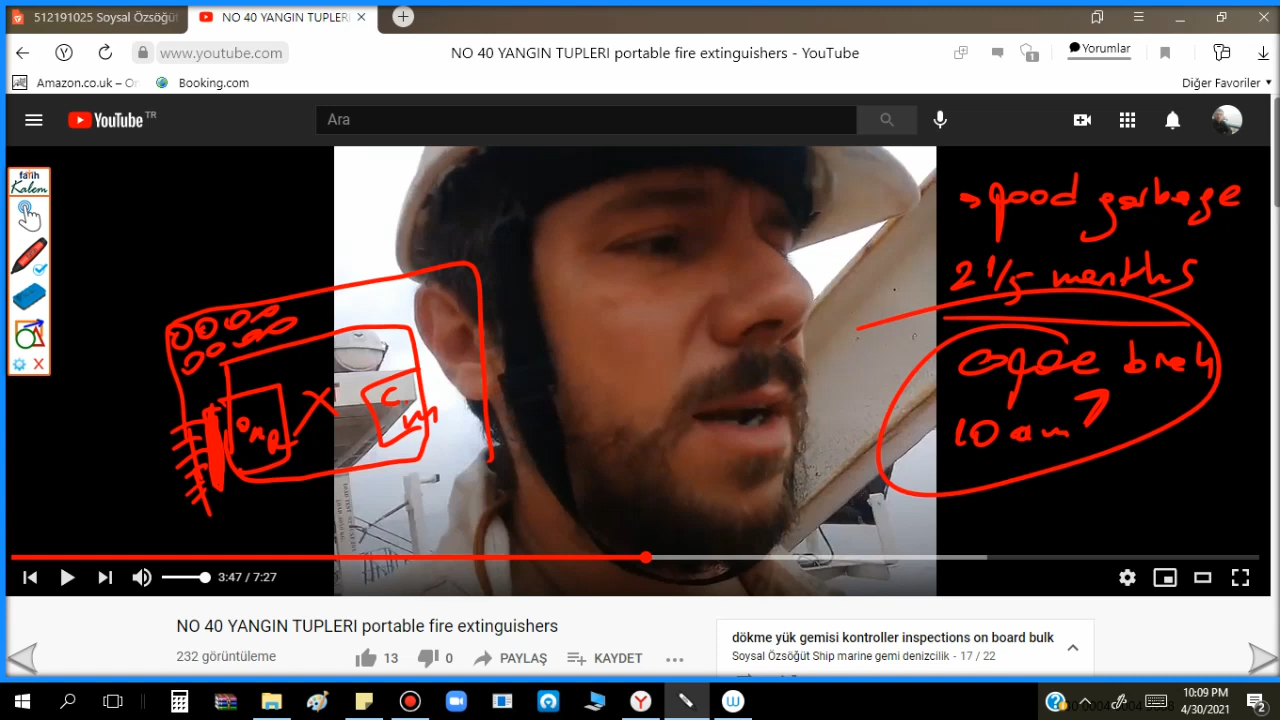 512191025 Soysal Özsöğüt
NO 40 YANGIN TUPLERI
www.youtube.com
NO 40 YANGIN TUPLERI portable fire extinguishers - YouTube
1
Yorumlar
Amazon.co.uk – On
Booking.com
Diğer Favoriler
YouTube TR
Ara
fatih
Kalem
good garbage
2 1/5 months
break
10 am
3:47 / 7:27
NO 40 YANGIN TUPLERI portable fire extinguishers
232 görüntüleme
13
0
PAYLAŞ
KAYDET
dökme yük gemisi kontroller inspections on board bulk
Soysal Özsöğüt Ship marine gemi denizcilik - 17 / 22
10:09 PM
4/30/2021
2